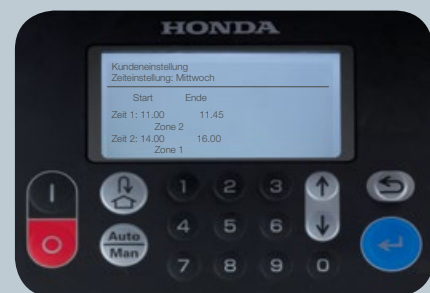 HONDA
Kundeneinstellung
Zeiteinstellung: Mittwoch
Start Ende
Zeit 1: 11.00 11.45
Zone 2
Zeit 2: 14.00 16.00
Zone 1
1 2 3
Auto
Man
4 5 6
7 8 9 0